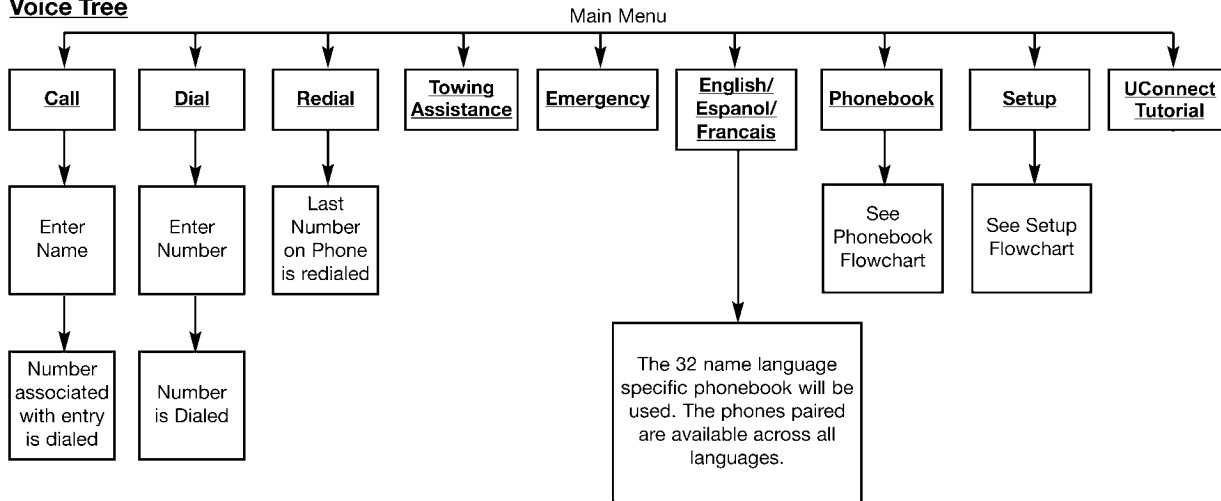 Voice Tree
Main Menu
Call
Dial
Redial
Towing
Assistance
Emergency
English/
Espanol/
Francais
Phonebook
Setup
UConnect
Tutorial
Enter
Name
Enter
Number
Last
Number
on Phone
is redialed
See
Phonebook
Flowchart
See Setup
Flowchart
Number
associated
with entry
is dialed
Number
is Dialed
The 32 name language
specific phonebook will be
used. The phones paired
are available across all
languages.